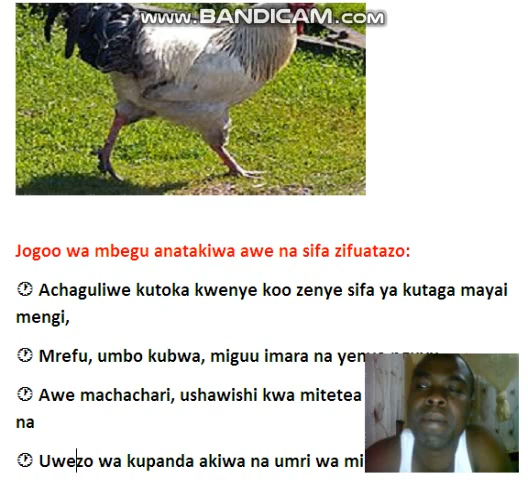 www.BANDICAM.com
Jogoo wa mbegu anatakiwa awe na sifa zifuatazo:
Achaguliwe kutoka kwenye koo zenye sifa ya kutaga mayai
mengi,
Mrefu, umbo kubwa, miguu imara na
Awe machachari, ushawishi kwa mitetea
na
Uwezo wa kupanda akiwa na umri wa